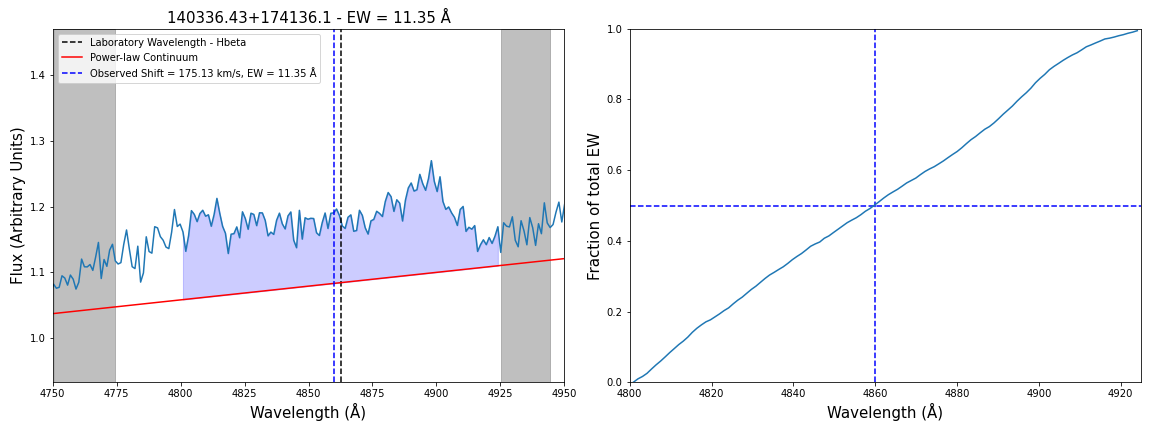 140336.43+174136.1 - EW = 11.35 Å
Laboratory Wavelength - Hbeta
Power-law Continuum
Observed Shift = 175.13 km/s, EW = 11.35 Å
Flux (Arbitrary Units)
1.4
1.3
1.2
1.1
1.0
4750 4775 4800 4825 4850 4875 4900 4925 4950
Wavelength (Å)
Fraction of total EW
1.0
0.8
0.6
0.4
0.2
0.0
4800 4820 4840 4860 4880 4900 4920
Wavelength (Å)